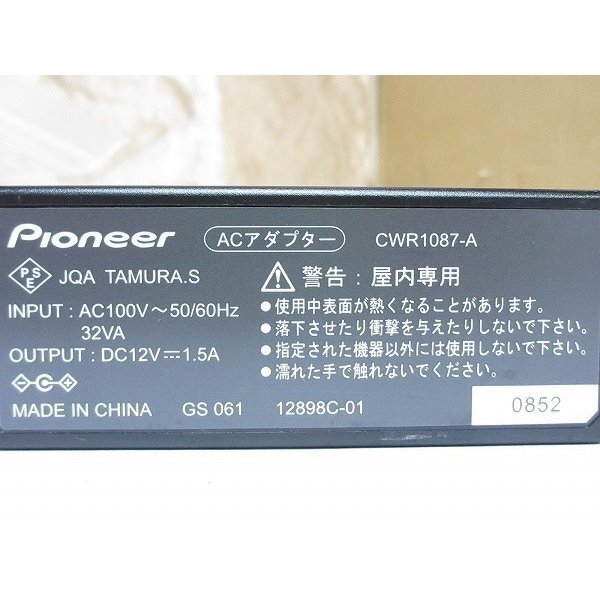 Pioneer ACアダプター CWR1087-A
PSE JQA TAMURA.S
INPUT : AC100V～50/60Hz
32VA
OUTPUT : DC12V⎓1.5A
MADE IN CHINA GS 061 12898C-01
警告 : 屋内専用
●使用中表面が熱くなることがあります。
●落下させたり衝撃を与えたりしないで下さい。
●指定された機器以外には使用しないで下さい。
●濡れた手で触れないでください。
0852